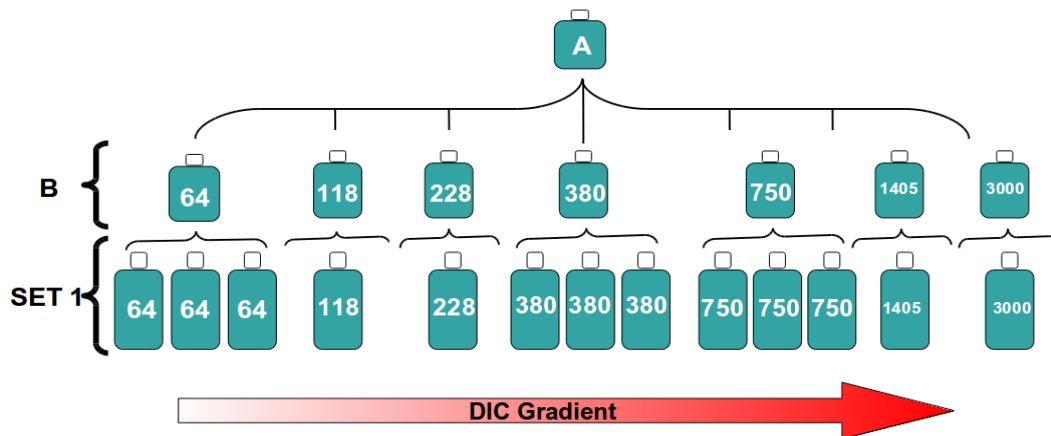 A
B
64 118 228 380 750 1405 3000
SET 1
64 64 64 118 228 380 380 380 750 750 750 1405 3000
DIC Gradient